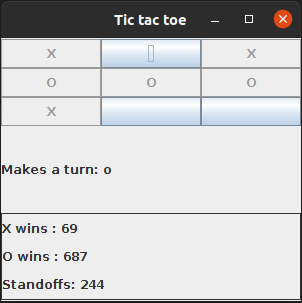 Tic tac toe
X X
O O O
X
Makes a turn: o
X wins : 69
O wins : 687
Standoffs: 244